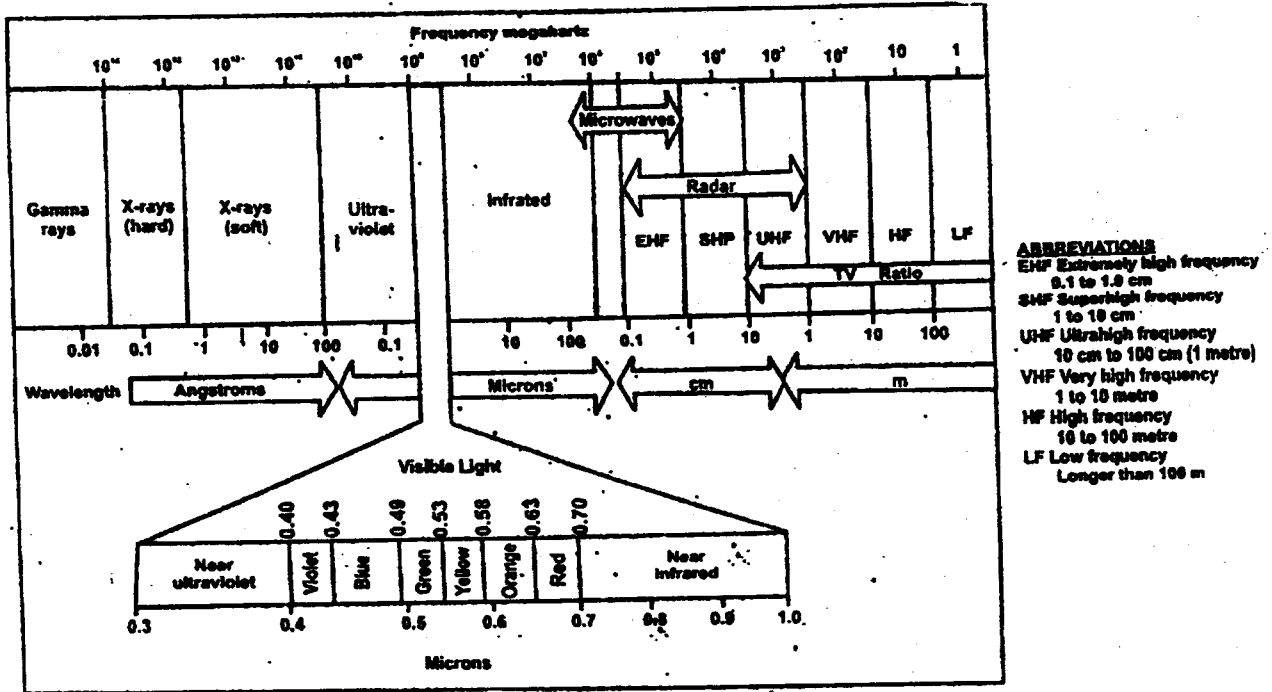 Frequency megahertz
10¹⁴ 10¹² 10¹² 10¹¹ 10¹⁰ 10⁹ 10⁸ 10⁷ 10⁶ 10⁵ 10⁴ 10³ 10² 10 1
Microwaves
Radar
Gamma rays
X-rays (hard)
X-rays (soft)
Ultra-
violet
Infrated
EHF SHF UHF VHF HF LF
TV Ratio
0.01 0.1 1 10 100 0.1 10 100 0.1 1 10 1 10 100
Wavelength Angstroms Microns cm m
Visible Light
0.40 0.43 0.49 0.53 0.58 0.63 0.70
Near
ultraviolet
Violet
Blue
Green
Yellow
Orange
Red
Near
Infrared
0.3 0.4 0.5 0.6 0.7 0.8 0.9 1.0
Microns
ABBREVIATIONS
EHF Extremely high frequency
0.1 to 1.0 cm
SHF Superhigh frequency
1 to 10 cm
UHF Ultrahigh frequency
10 cm to 100 cm (1 metre)
VHF Very high frequency
1 to 10 metre
HF High frequency
10 to 100 metre
LF Low frequency
Longer than 100 m